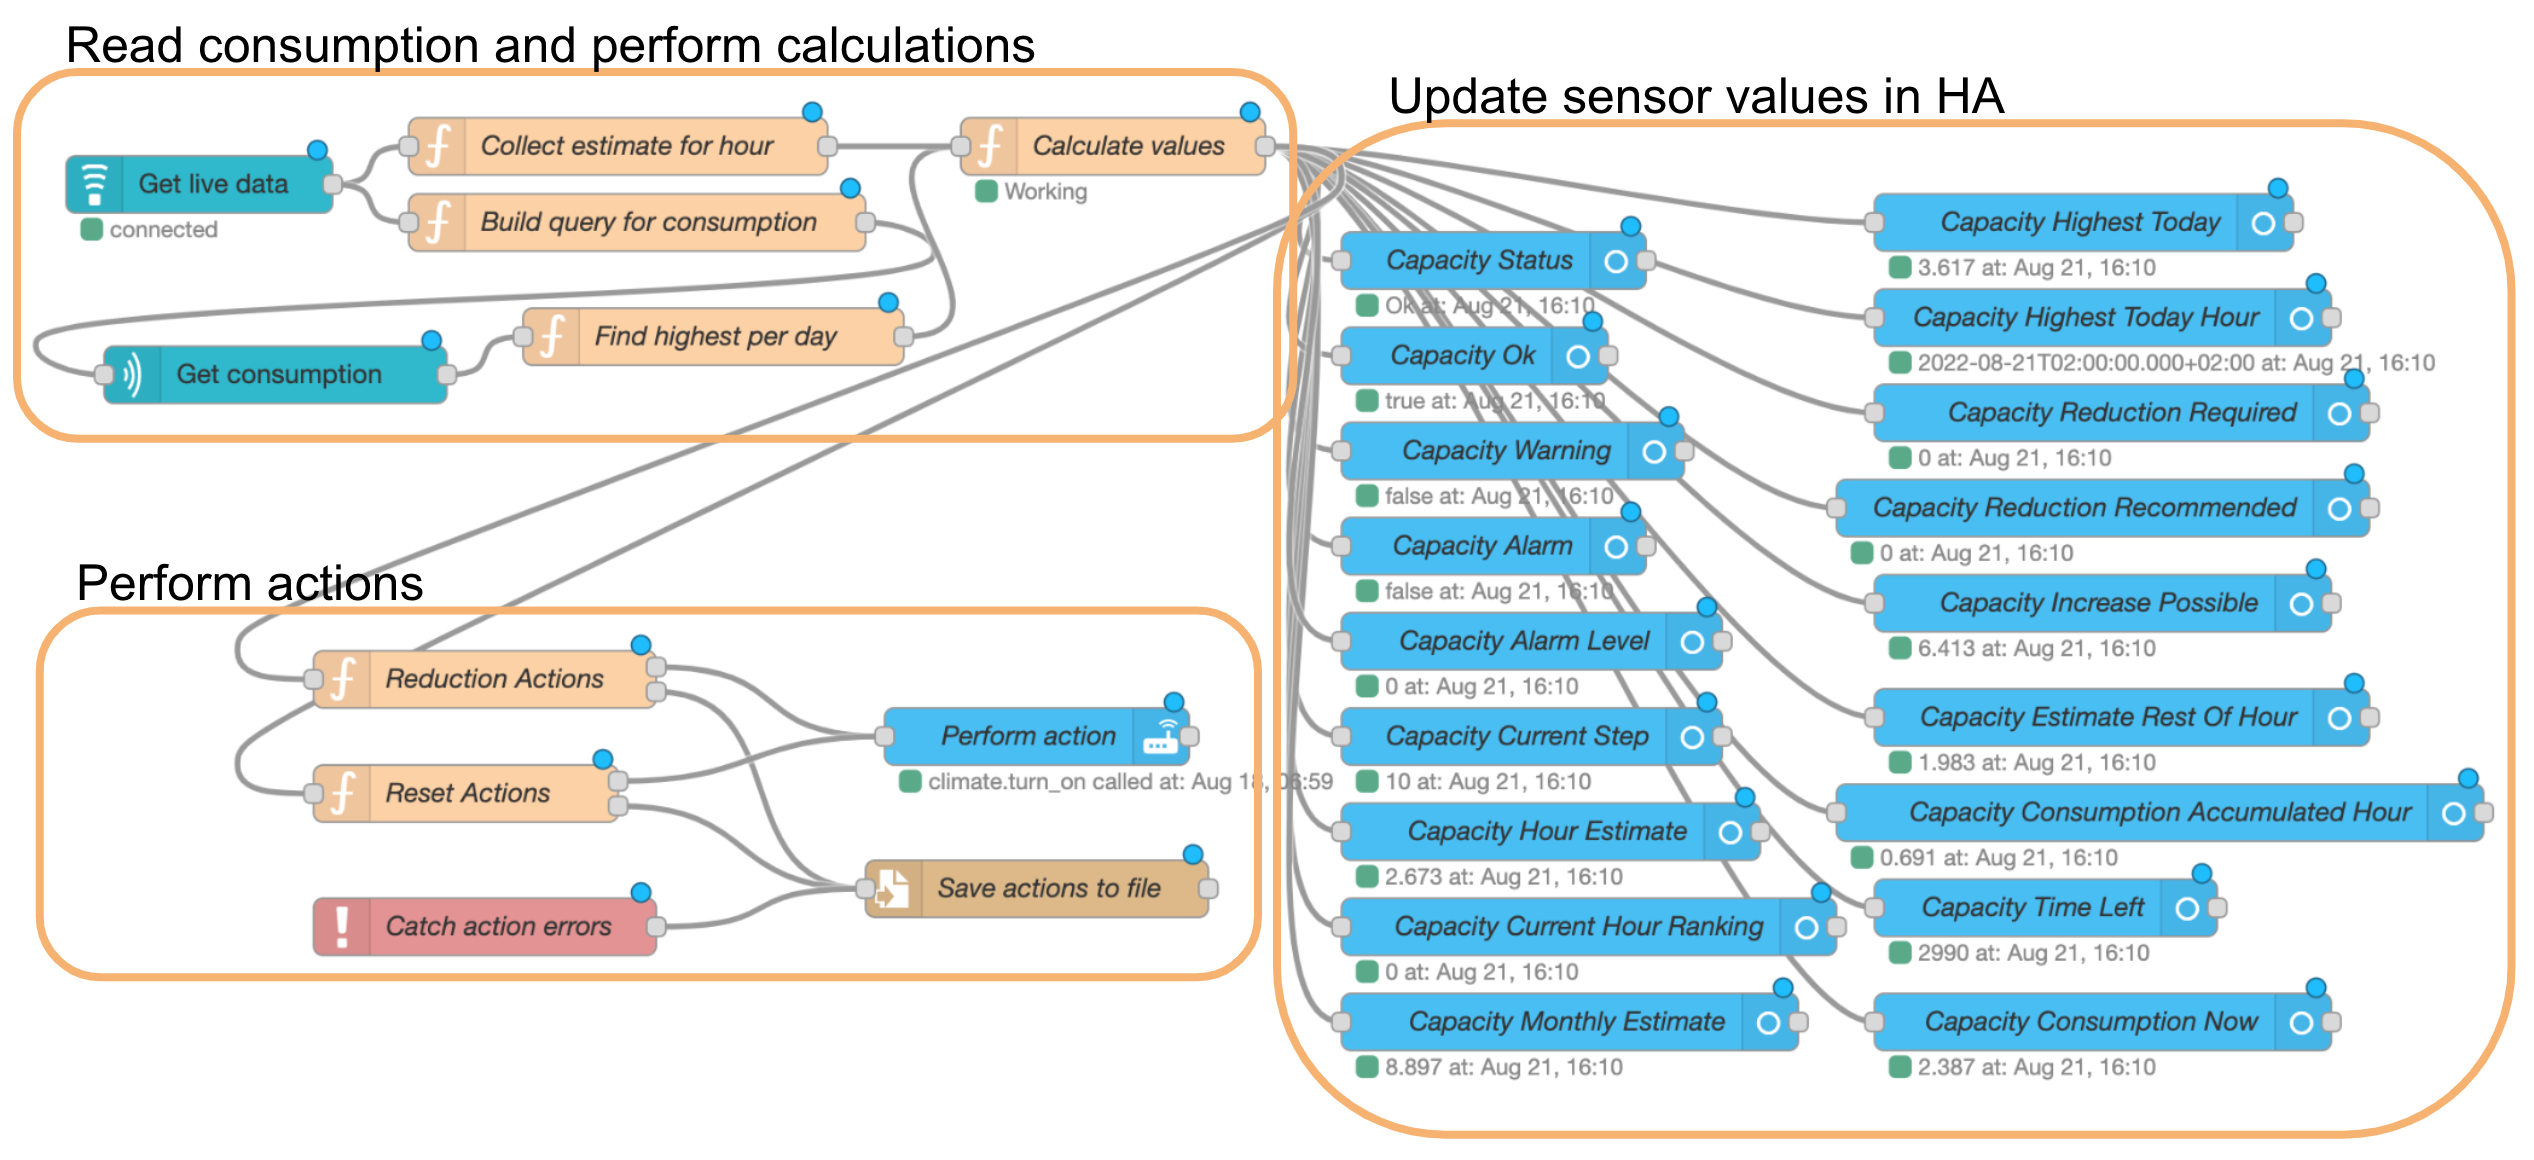 Read consumption and perform calculations
Get live data
connected
Collect estimate for hour
Build query for consumption
Calculate values
Working
Get consumption
Find highest per day
Perform actions
Reduction Actions
Reset Actions
Catch action errors
Perform action
climate.turn_on called at: Aug 18, 06:59
Save actions to file
Update sensor values in HA
Capacity Status
Ok at: Aug 21, 16:10
Capacity Ok
true at: Aug 21, 16:10
Capacity Warning
false at: Aug 21, 16:10
Capacity Alarm
false at: Aug 21, 16:10
Capacity Alarm Level
0 at: Aug 21, 16:10
Capacity Current Step
10 at: Aug 21, 16:10
Capacity Hour Estimate
2.673 at: Aug 21, 16:10
Capacity Current Hour Ranking
0 at: Aug 21, 16:10
Capacity Monthly Estimate
8.897 at: Aug 21, 16:10
Capacity Highest Today
3.617 at: Aug 21, 16:10
Capacity Highest Today Hour
2022-08-21T02:00:00.000+02:00 at: Aug 21, 16:10
Capacity Reduction Required
0 at: Aug 21, 16:10
Capacity Reduction Recommended
0 at: Aug 21, 16:10
Capacity Increase Possible
6.413 at: Aug 21, 16:10
Capacity Estimate Rest Of Hour
1.983 at: Aug 21, 16:10
Capacity Consumption Accumulated Hour
0.691 at: Aug 21, 16:10
Capacity Time Left
2990 at: Aug 21, 16:10
Capacity Consumption Now
2.387 at: Aug 21, 16:10